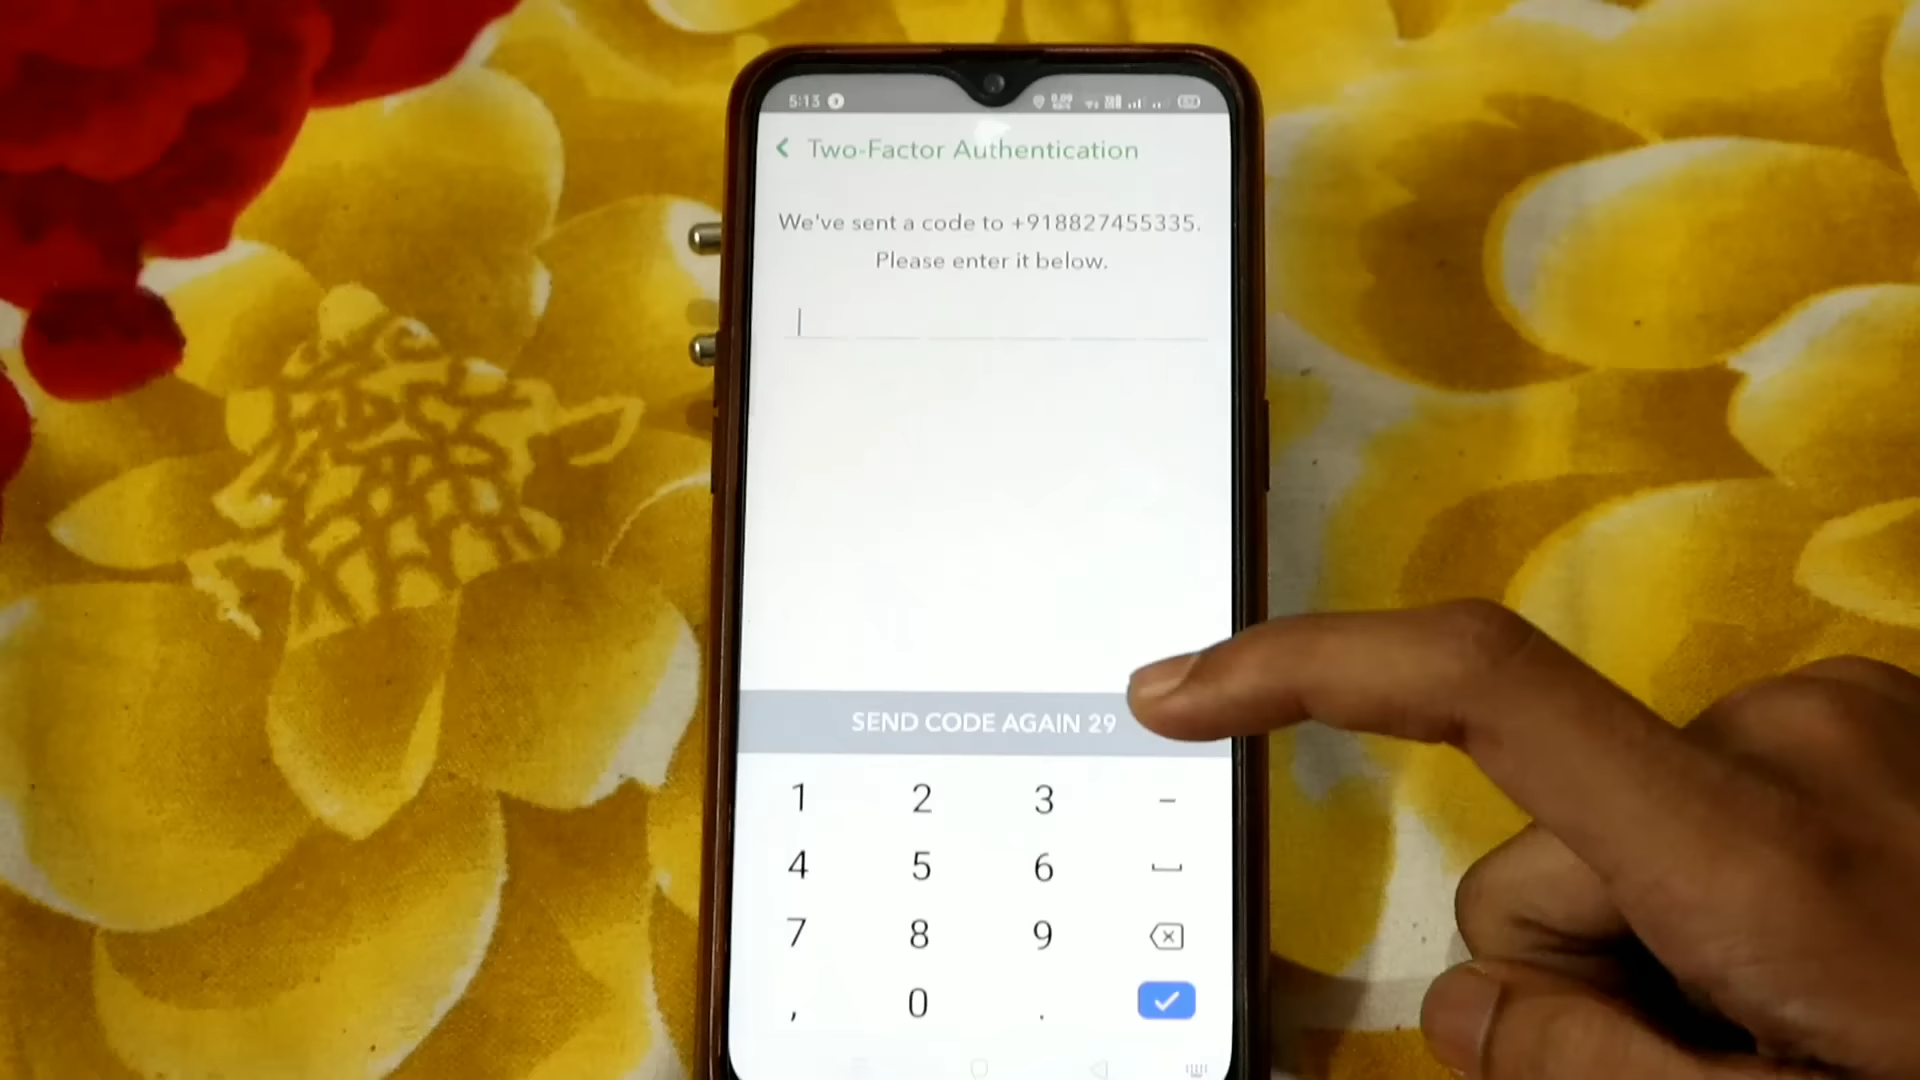 5:13
Two-Factor Authentication
We've sent a code to +918827455335.
Please enter it below.
SEND CODE AGAIN 29
1 2 3 –
4 5 6
7 8 9
, 0 .